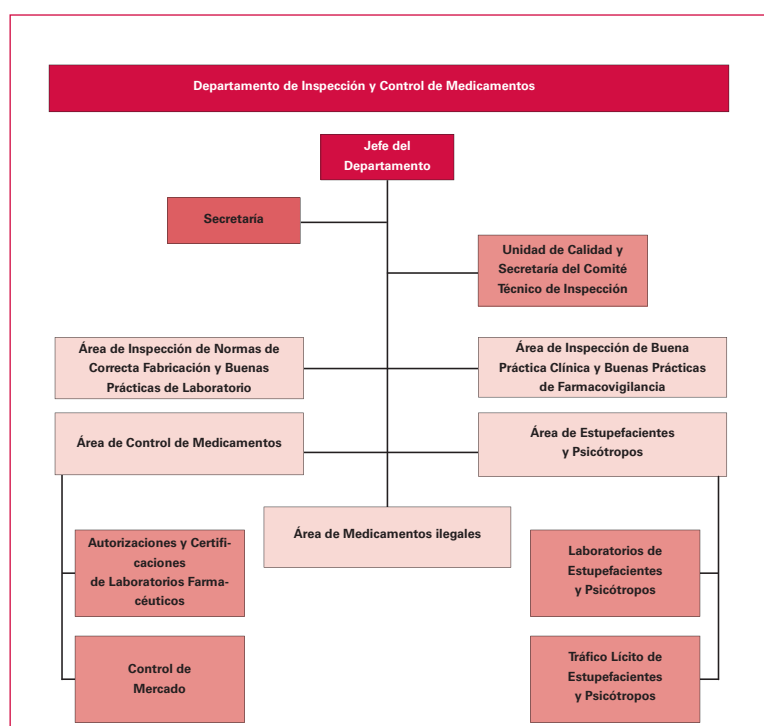 Departamento de Inspección y Control de Medicamentos
Jefe del
Departamento
Secretaría
Unidad de Calidad y
Secretaría del Comité
Técnico de Inspección
Área de Inspección de Normas de
Correcta Fabricación y Buenas
Prácticas de Laboratorio
Área de Inspección de Buena
Práctica Clínica y Buenas Prácticas
de Farmacovigilancia
Área de Control de Medicamentos
Área de Estupefacientes
y Psicótropos
Área de Medicamentos ilegales
Autorizaciones y Certifi-
caciones
de Laboratorios Farma-
céuticos
Laboratorios de
Estupefacientes
y Psicótropos
Control de
Mercado
Tráfico Lícito de
Estupefacientes
y Psicótropos